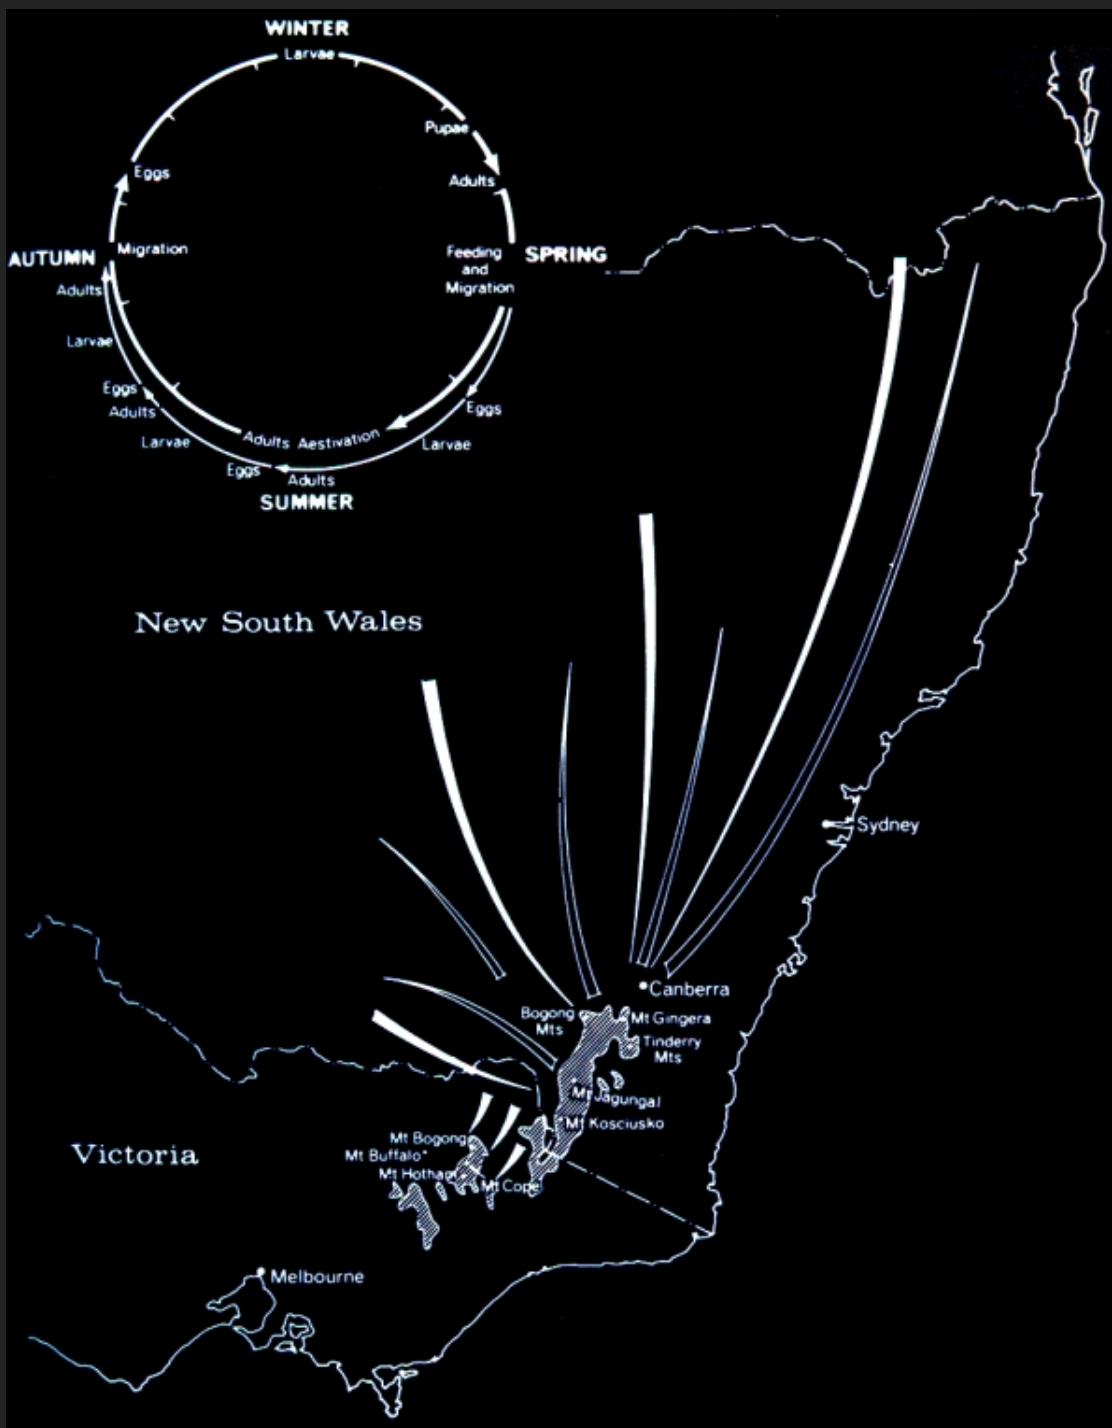 WINTER
Larvae
Pupae
Adults
Eggs
Migration
AUTUMN
Feeding
and
Migration
SPRING
Adults
Larvae
Eggs
Adults
Larvae
Eggs
Adults Aestivation
Adults
Larvae
Eggs
SUMMER
New South Wales
Sydney
Canberra
Bogong
Mts
Mt Gingera
Tinderry
Mts
Mt Jagungal
Mt Kosciusko
Mt Bogong
Mt Buffalo
Mt Hotham
Mt Cope
Victoria
Melbourne